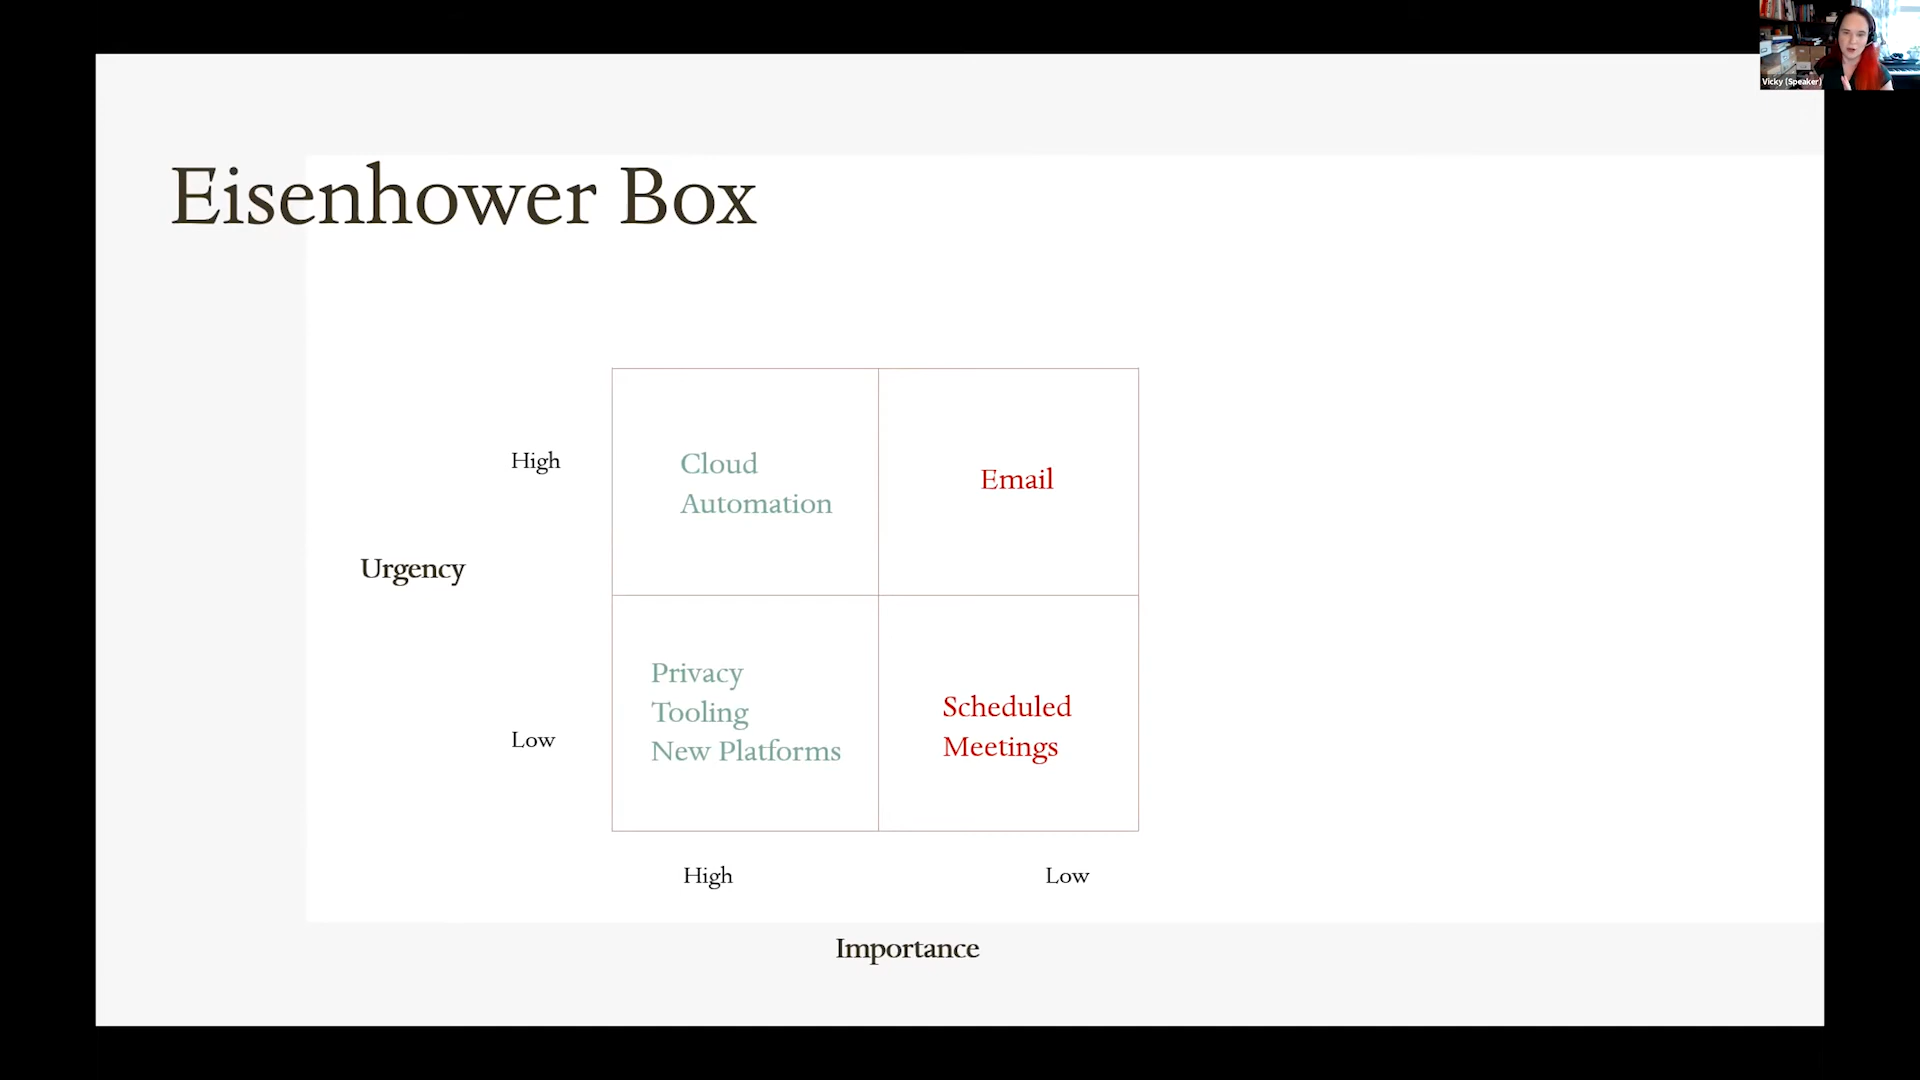 Vicky (Speaker)
Eisenhower Box
High
Cloud
Automation
Email
Urgency
Low
Privacy
Tooling
New Platforms
Scheduled
Meetings
High
Low
Importance